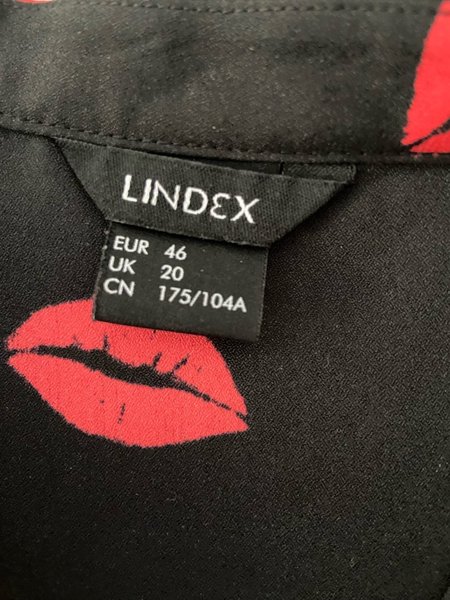 LINDEX
EUR 46
UK 20
CN 175/104A